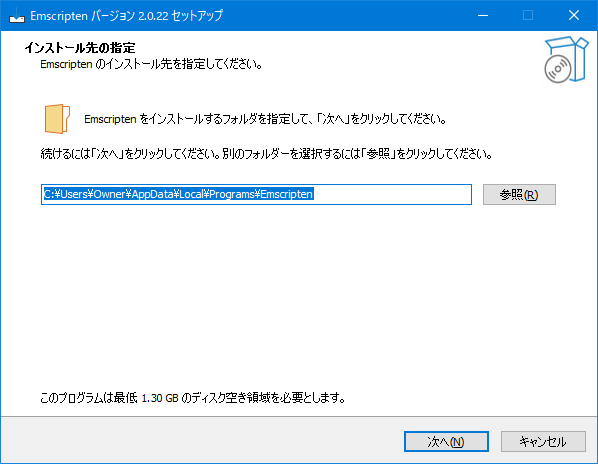 Emscripten バージョン 2.0.22 セットアップ
インストール先の指定
Emscripten のインストール先を指定してください。
Emscripten をインストールするフォルダを指定して、「次へ」をクリックしてください。
続けるには「次へ」をクリックしてください。別のフォルダーを選択するには「参照」をクリックしてください。
C:¥Users¥Owner¥AppData¥Local¥Programs¥Emscripten
参照(R)
このプログラムは最低 1.30 GB のディスク空き領域を必要とします。
次へ(N)
キャンセル